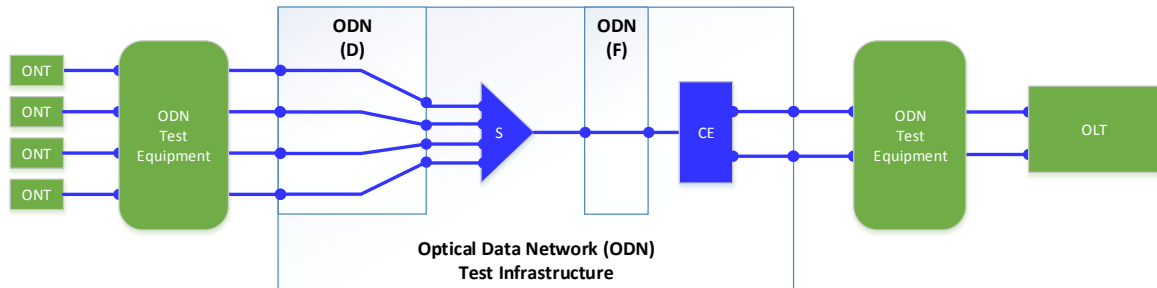 ODN
(D)
ODN
(F)
ONT
ONT
ONT
ONT
ODN
Test
Equipment
S
CE
ODN
Test
Equipment
OLT
Optical Data Network (ODN)
Test Infrastructure